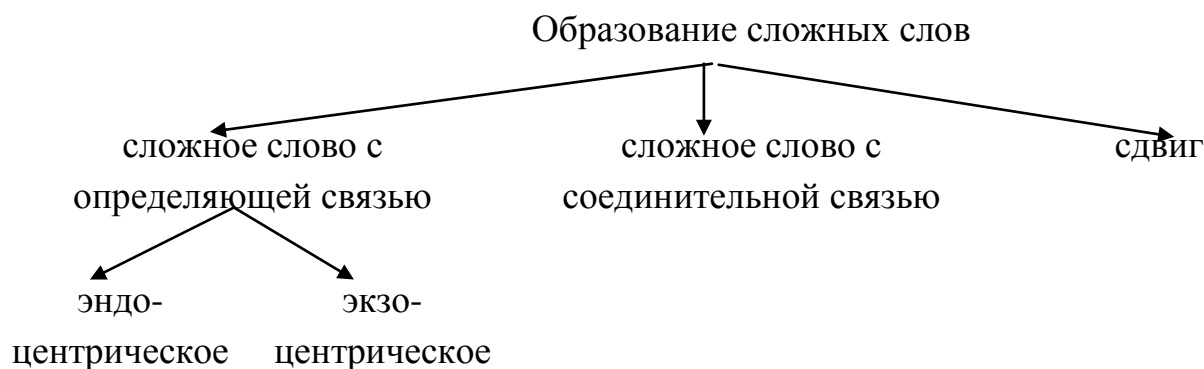 Образование сложных слов
сложное слово с
определяющей связью
сложное слово с
соединительной связью
сдвиг
эндо-
центрическое
экзо-
центрическое